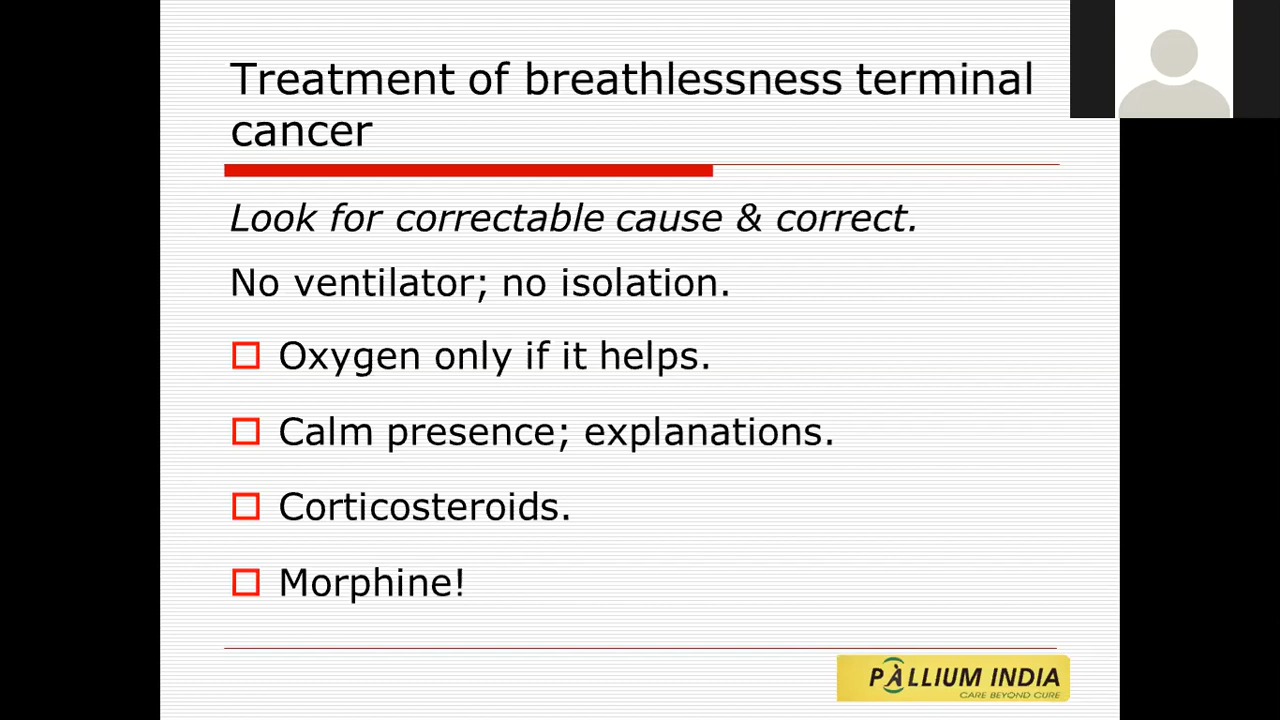 Treatment of breathlessness terminal
cancer
Look for correctable cause & correct.
No ventilator; no isolation.
Oxygen only if it helps.
Calm presence; explanations.
Corticosteroids.
Morphine!
PALLIUM INDIA
CARE BEYOND CURE